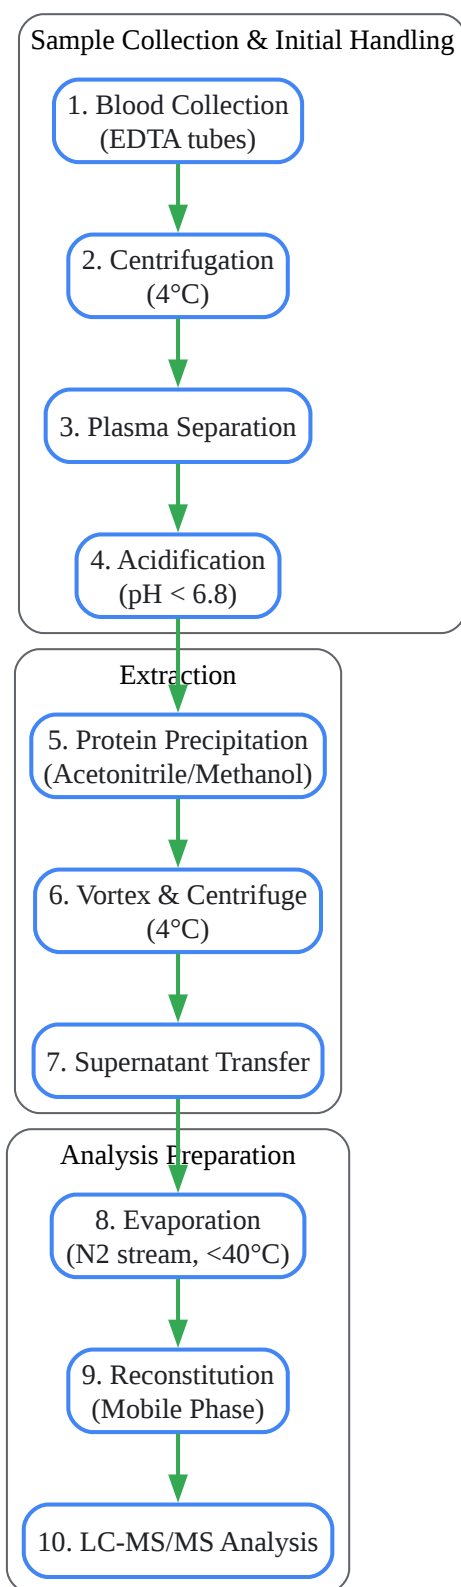 Sample Collection & Initial Handling
1. Blood Collection
(EDTA tubes)
2. Centrifugation
(4°C)
3. Plasma Separation
4. Acidification
(pH < 6.8)
Extraction
5. Protein Precipitation
(Acetonitrile/Methanol)
6. Vortex & Centrifuge
(4°C)
7. Supernatant Transfer
Analysis Preparation
8. Evaporation
(N2 stream, <40°C)
9. Reconstitution
(Mobile Phase)
10. LC-MS/MS Analysis